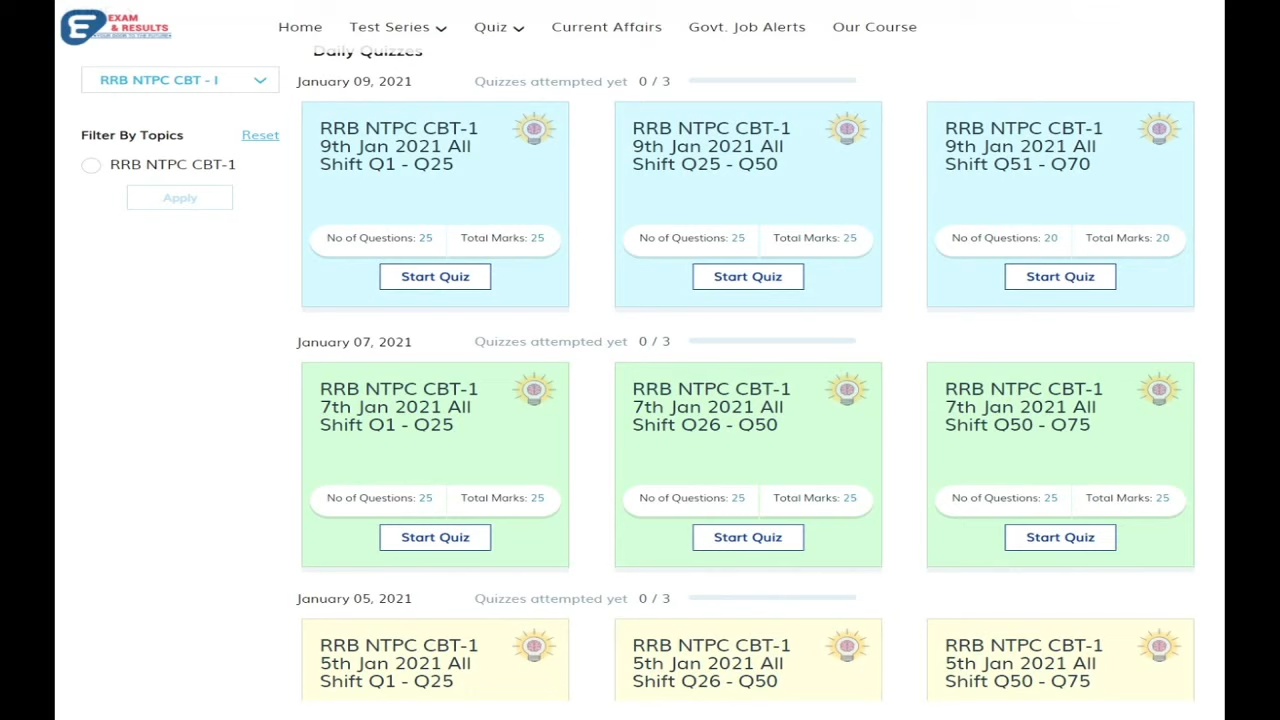 EXAM
& RESULTS
Home Test Series Quiz Current Affairs Govt. Job Alerts Our Course
Daily Quizzes
RRB NTPC CBT - I
Filter By Topics Reset
RRB NTPC CBT-1
Apply
January 09, 2021 Quizzes attempted yet 0 / 3
RRB NTPC CBT-1
9th Jan 2021 All
Shift Q1 - Q25
No of Questions: 25 Total Marks: 25
Start Quiz
RRB NTPC CBT-1
9th Jan 2021 All
Shift Q25 - Q50
No of Questions: 25 Total Marks: 25
Start Quiz
RRB NTPC CBT-1
9th Jan 2021 All
Shift Q51 - Q70
No of Questions: 20 Total Marks: 20
Start Quiz
January 07, 2021 Quizzes attempted yet 0 / 3
RRB NTPC CBT-1
7th Jan 2021 All
Shift Q1 - Q25
No of Questions: 25 Total Marks: 25
Start Quiz
RRB NTPC CBT-1
7th Jan 2021 All
Shift Q26 - Q50
No of Questions: 25 Total Marks: 25
Start Quiz
RRB NTPC CBT-1
7th Jan 2021 All
Shift Q50 - Q75
No of Questions: 25 Total Marks: 25
Start Quiz
January 05, 2021 Quizzes attempted yet 0 / 3
RRB NTPC CBT-1
5th Jan 2021 All
Shift Q1 - Q25
RRB NTPC CBT-1
5th Jan 2021 All
Shift Q26 - Q50
RRB NTPC CBT-1
5th Jan 2021 All
Shift Q50 - Q75